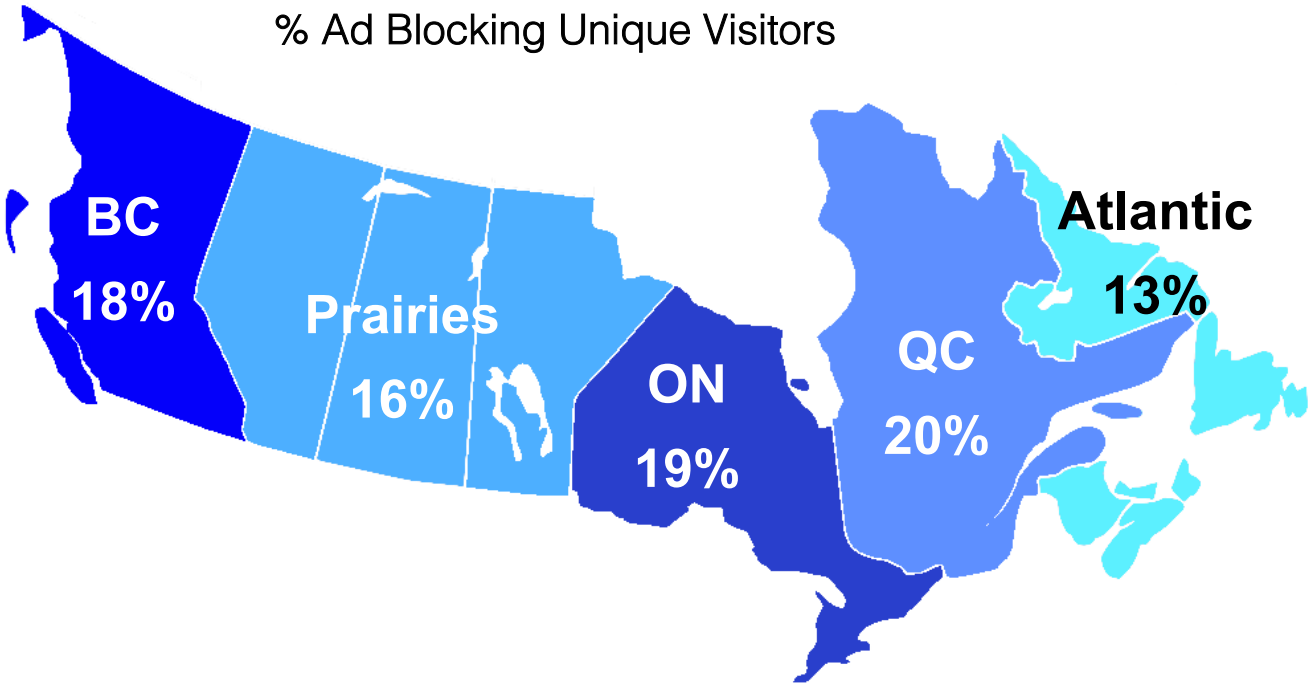 % Ad Blocking Unique Visitors
BC
18%
Prairies
16%
ON
19%
QC
20%
Atlantic
13%